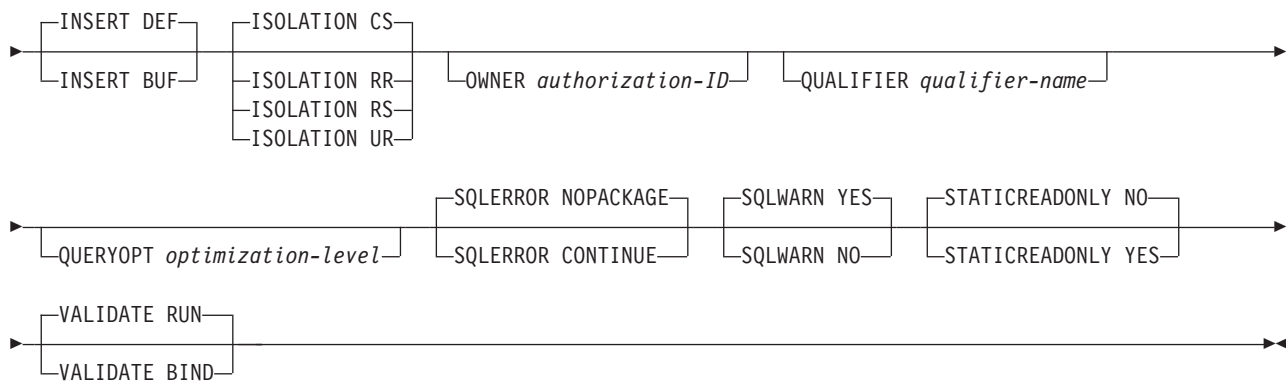 INSERT DEF
INSERT BUF
ISOLATION CS
ISOLATION RR
ISOLATION RS
ISOLATION UR
OWNER authorization-ID
QUALIFIER qualifier-name
QUERYOPT optimization-level
SQLERROR NOPACKAGE
SQLERROR CONTINUE
SQLWARN YES
SQLWARN NO
STATICREADONLY NO
STATICREADONLY YES
VALIDATE RUN
VALIDATE BIND